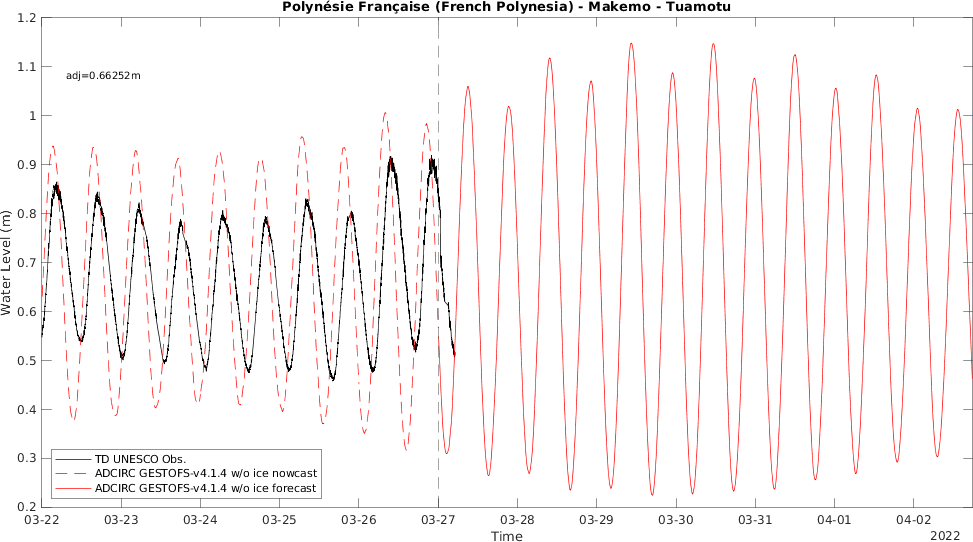 Polynésie Française (French Polynesia) - Makemo - Tuamotu
adj=0.66252m
1.2
1.1
1
0.9
0.8
0.7
0.6
0.5
0.4
0.3
0.2
Water Level (m)
TD UNESCO Obs.
ADCIRC GESTOFS-v4.1.4 w/o ice nowcast
ADCIRC GESTOFS-v4.1.4 w/o ice forecast
03-22 03-23 03-24 03-25 03-26 03-27 03-28 03-29 03-30 03-31 04-01 04-02
Time
2022